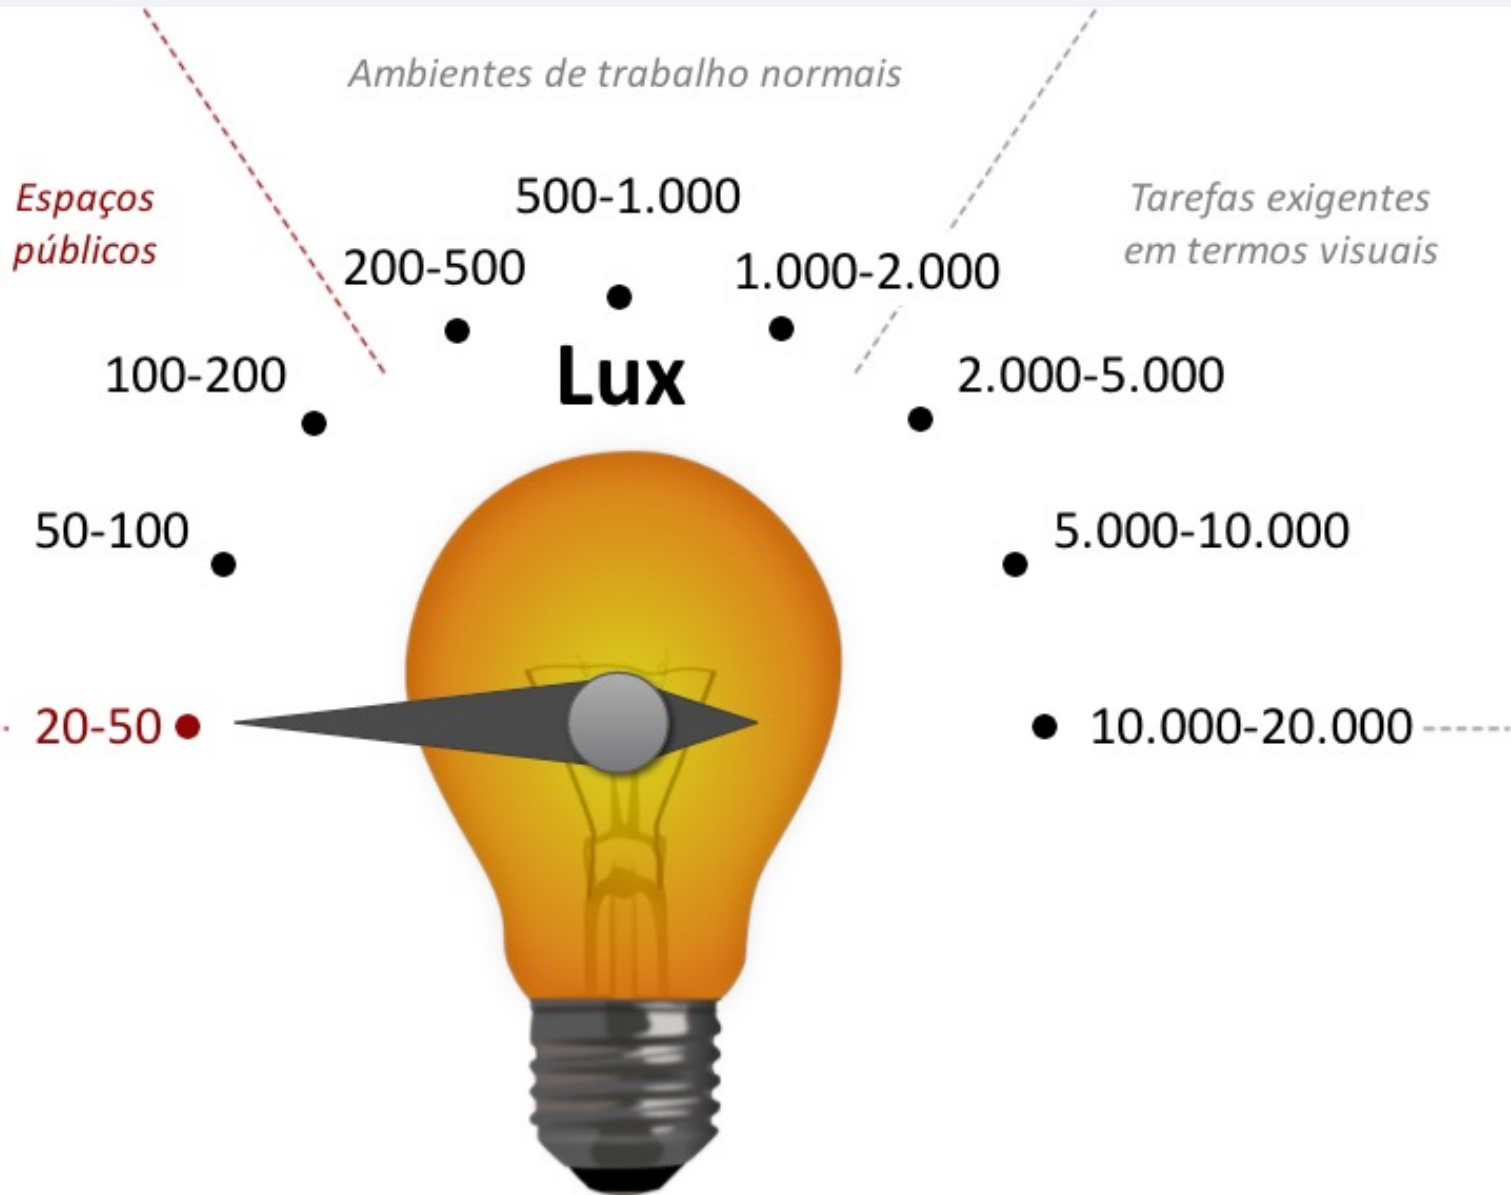 Ambientes de trabalho normais
Espaços
públicos
Tarefas exigentes
em termos visuais
500-1.000
200-500
1.000-2.000
Lux
100-200
2.000-5.000
50-100
5.000-10.000
20-50
10.000-20.000